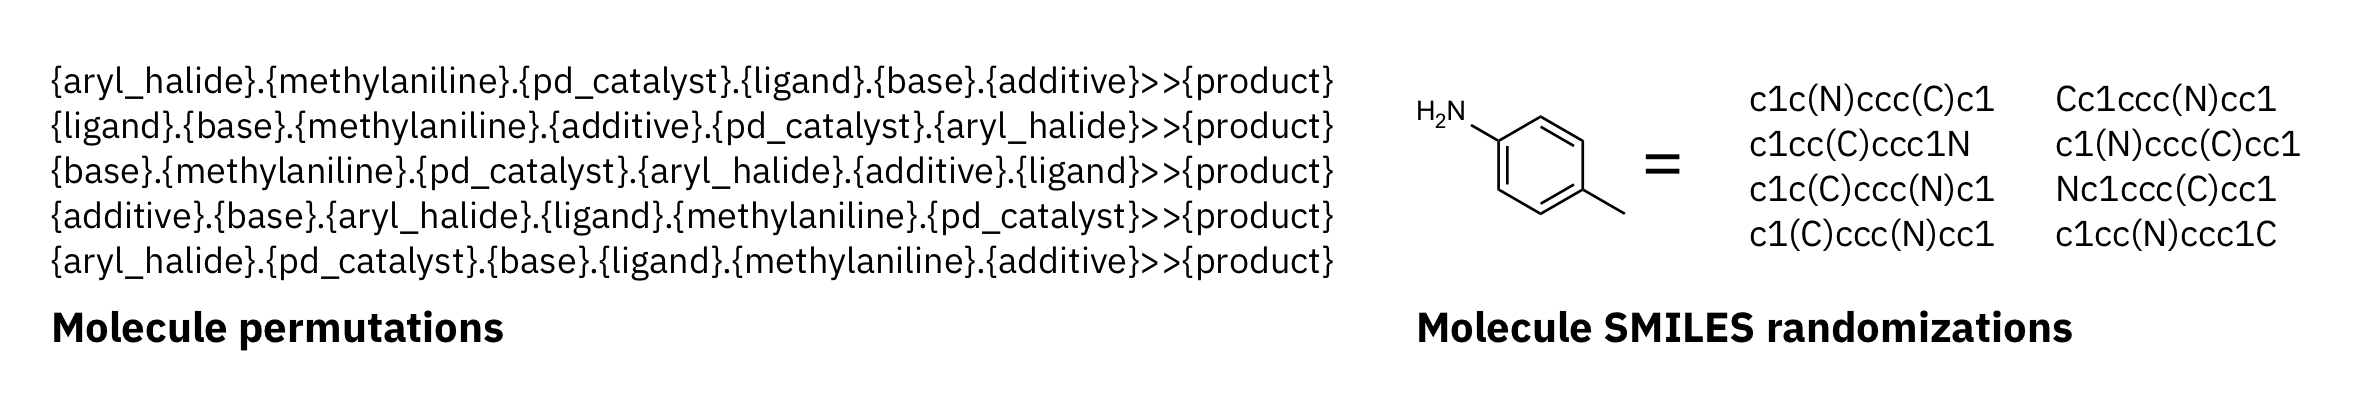 {aryl_halide}.{methylaniline}.{pd_catalyst}.{ligand}.{base}.{additive}>>{product}
{ligand}.{base}.{methylaniline}.{additive}.{pd_catalyst}.{aryl_halide}>>{product}
{base}.{methylaniline}.{pd_catalyst}.{aryl_halide}.{additive}.{ligand}>>{product}
{additive}.{base}.{aryl_halide}.{ligand}.{methylaniline}.{pd_catalyst}>>{product}
{aryl_halide}.{pd_catalyst}.{base}.{ligand}.{methylaniline}.{additive}>>{product}
Molecule permutations
H₂N
=
c1c(N)ccc(C)c1 Cc1ccc(N)cc1
c1cc(C)ccc1N c1(N)ccc(C)cc1
c1c(C)ccc(N)c1 Nc1ccc(C)cc1
c1(C)ccc(N)cc1 c1cc(N)ccc1C
Molecule SMILES randomizations